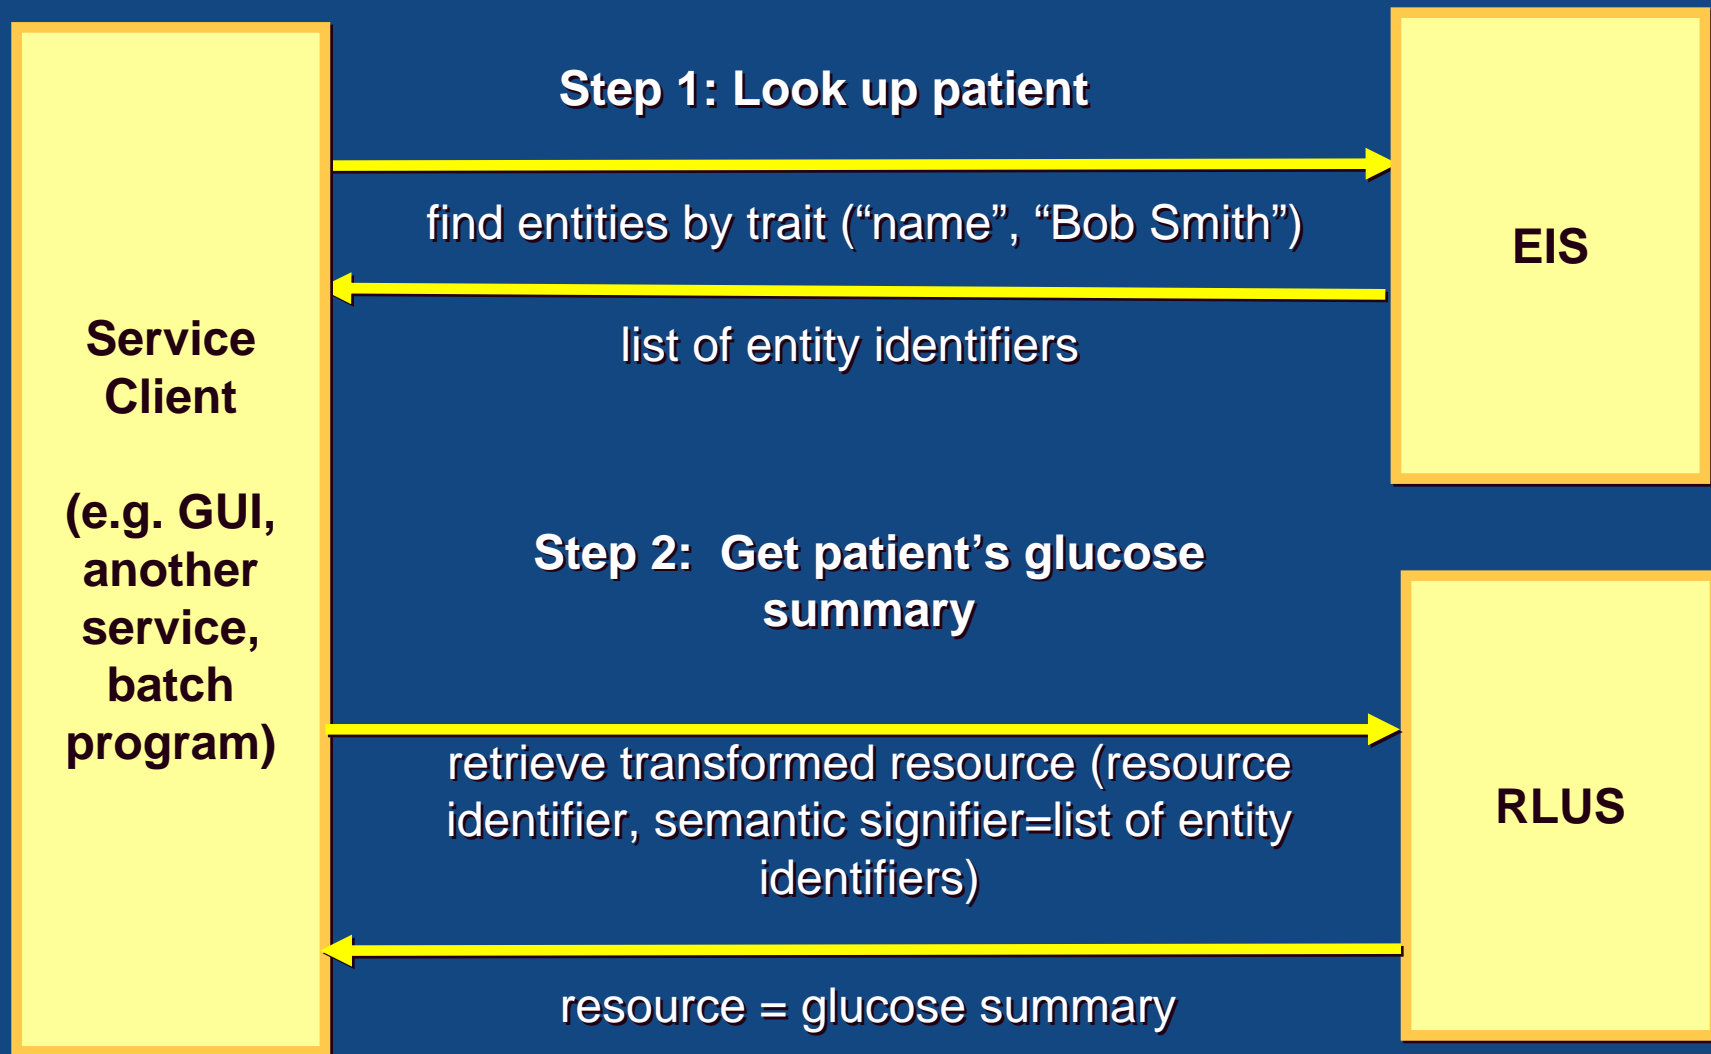 Service
Client
(e.g. GUI,
another
service,
batch
program)
Step 1: Look up patient
find entities by trait (“name”, “Bob Smith”)
list of entity identifiers
EIS
Step 2:  Get patient’s glucose
summary
retrieve transformed resource (resource
identifier, semantic signifier=list of entity
identifiers)
resource = glucose summary
RLUS